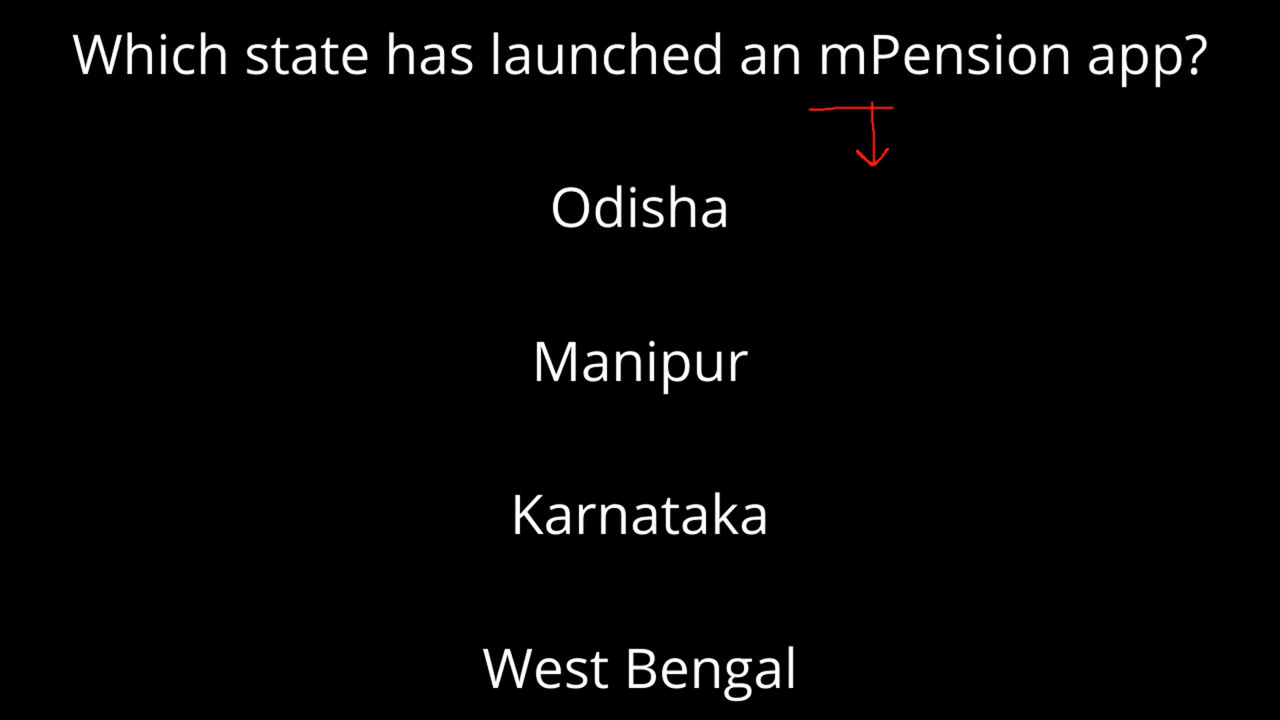 Which state has launched an mPension app?
Odisha
Manipur
Karnataka
West Bengal